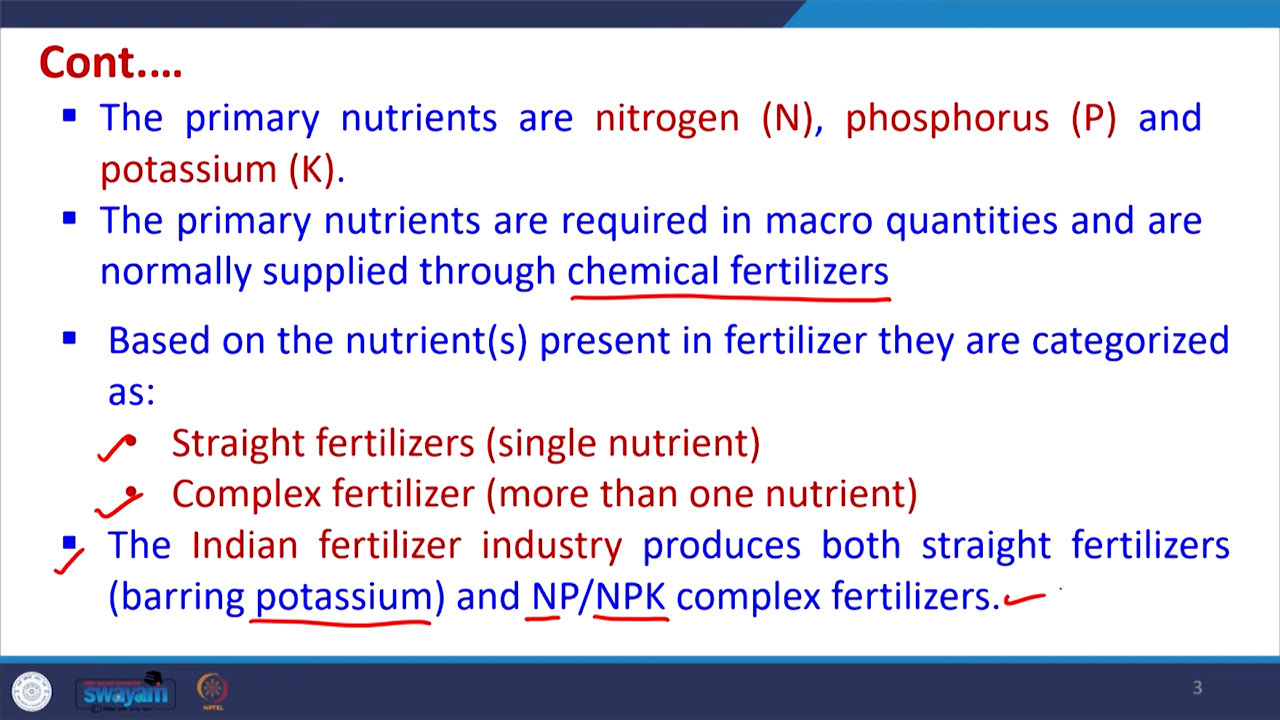 Cont....
▪ The primary nutrients are nitrogen (N), phosphorus (P) and
potassium (K).
▪ The primary nutrients are required in macro quantities and are
normally supplied through chemical fertilizers
▪ Based on the nutrient(s) present in fertilizer they are categorized
as:
• Straight fertilizers (single nutrient)
• Complex fertilizer (more than one nutrient)
▪ The Indian fertilizer industry produces both straight fertilizers
(barring potassium) and NP/NPK complex fertilizers.
swayam
NPTEL
3